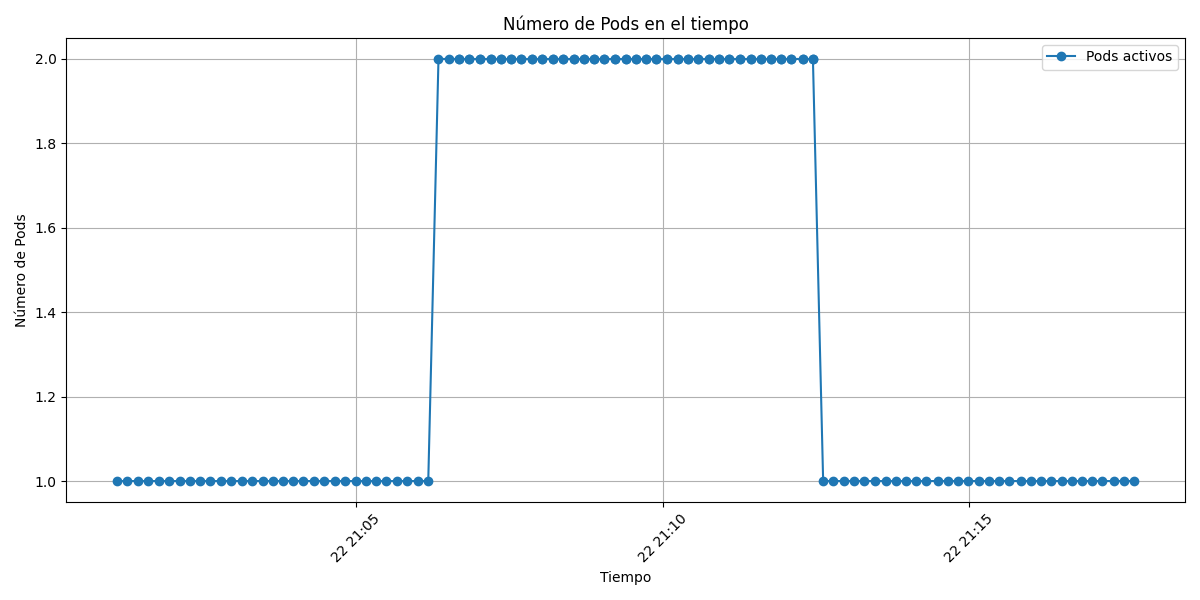 Número de Pods en el tiempo
Pods activos
Número de Pods
2.0
1.8
1.6
1.4
1.2
1.0
22 21:05
22 21:10
22 21:15
Tiempo